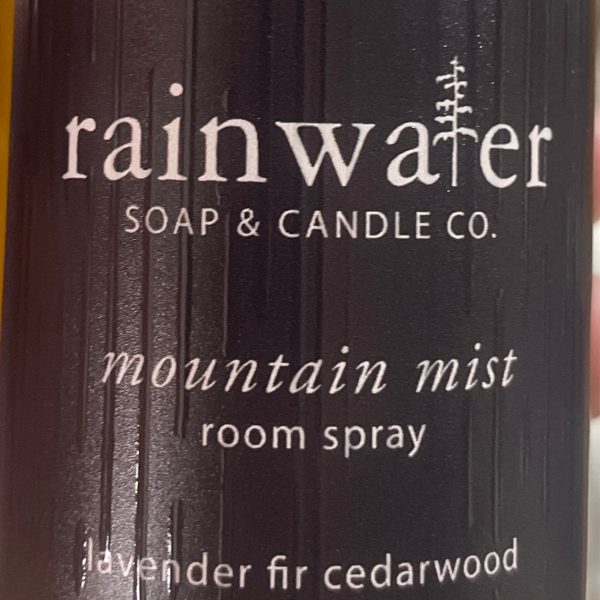 rainwater
SOAP & CANDLE CO.
mountain mist
room spray
lavender fir cedarwood